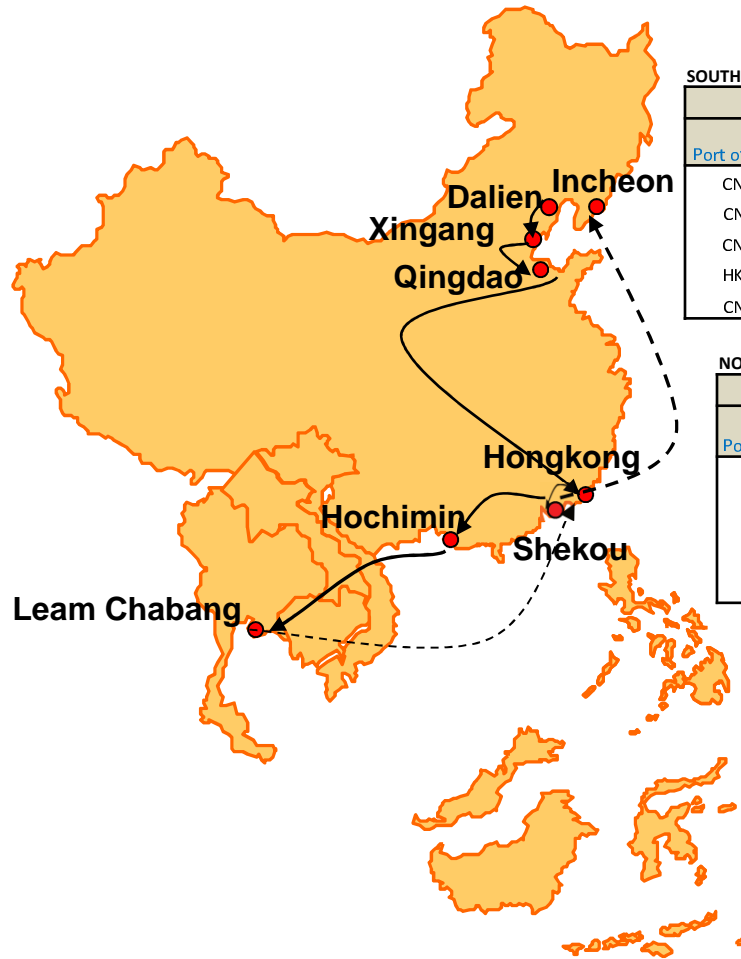 SOUTH
Port of
CN
CN
CN
HK
CN
Dalien
Incheon
Xingang
Qingdao
NO
Po
Hongkong
Hochimin
Shekou
Leam Chabang